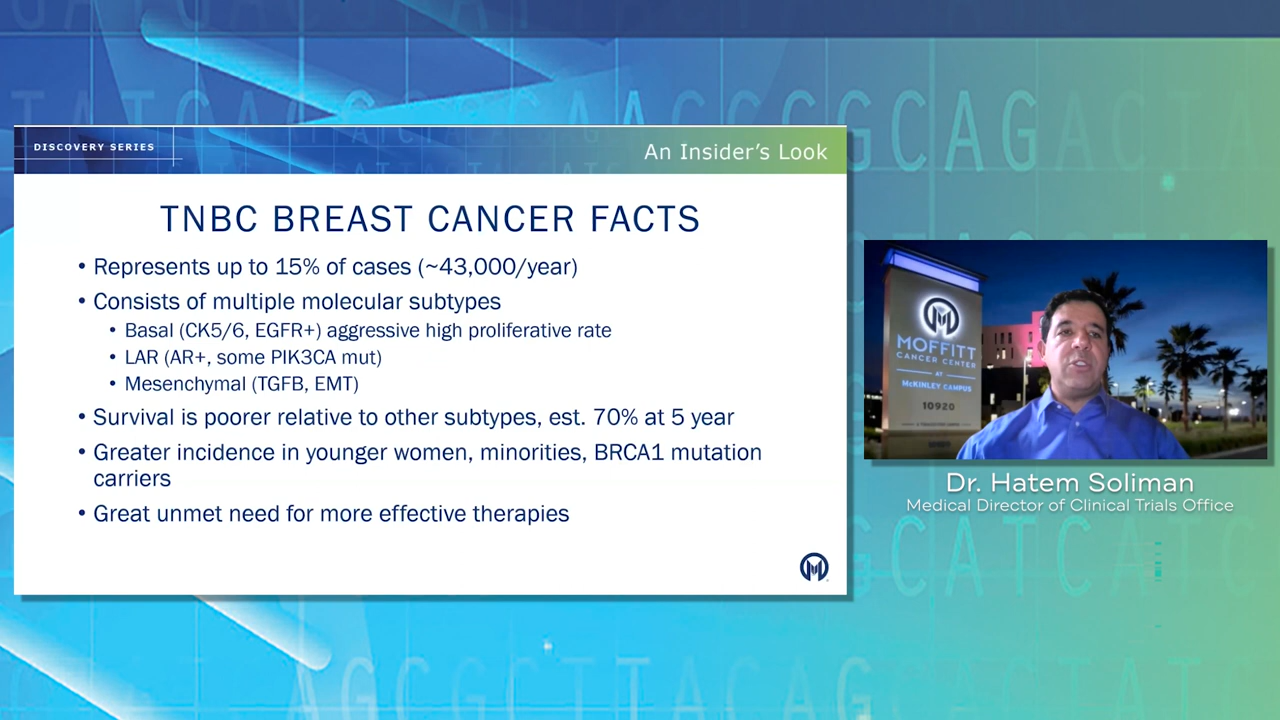 DISCOVERY SERIES
An Insider's Look
TNBC BREAST CANCER FACTS
• Represents up to 15% of cases (~43,000/year)
• Consists of multiple molecular subtypes
• Basal (CK5/6, EGFR+) aggressive high proliferative rate
• LAR (AR+, some PIK3CA mut)
• Mesenchymal (TGFB, EMT)
• Survival is poorer relative to other subtypes, est. 70% at 5 year
• Greater incidence in younger women, minorities, BRCA1 mutation
carriers
• Great unmet need for more effective therapies
MOFFITT
CANCER CENTER
AT
McKINLEY CAMPUS
10920
Dr. Hatem Soliman
Medical Director of Clinical Trials Office